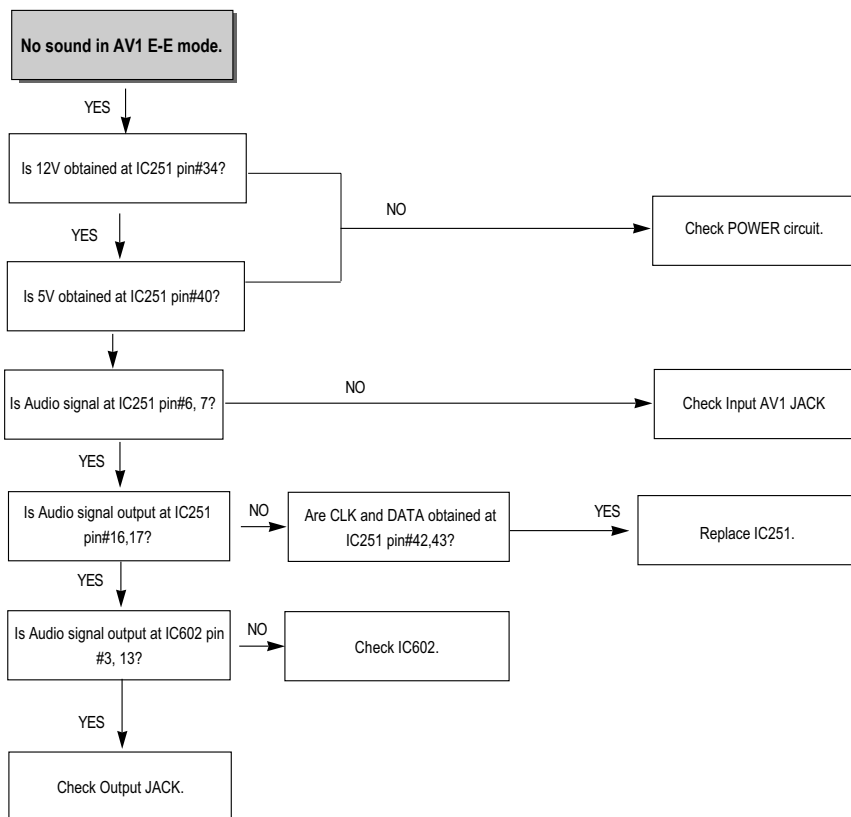 No sound in AV1 E-E mode.
YES
Is 12V obtained at IC251 pin#34?
NO
Check POWER circuit.
YES
Is 5V obtained at IC251 pin#40?
Is Audio signal at IC251 pin#6, 7?
NO
Check Input AV1 JACK
YES
Is Audio signal output at IC251
pin#16,17?
NO
Are CLK and DATA obtained at
IC251 pin#42,43?
YES
Replace IC251.
YES
Is Audio signal output at IC602 pin
#3, 13?
NO
Check IC602.
YES
Check Output JACK.